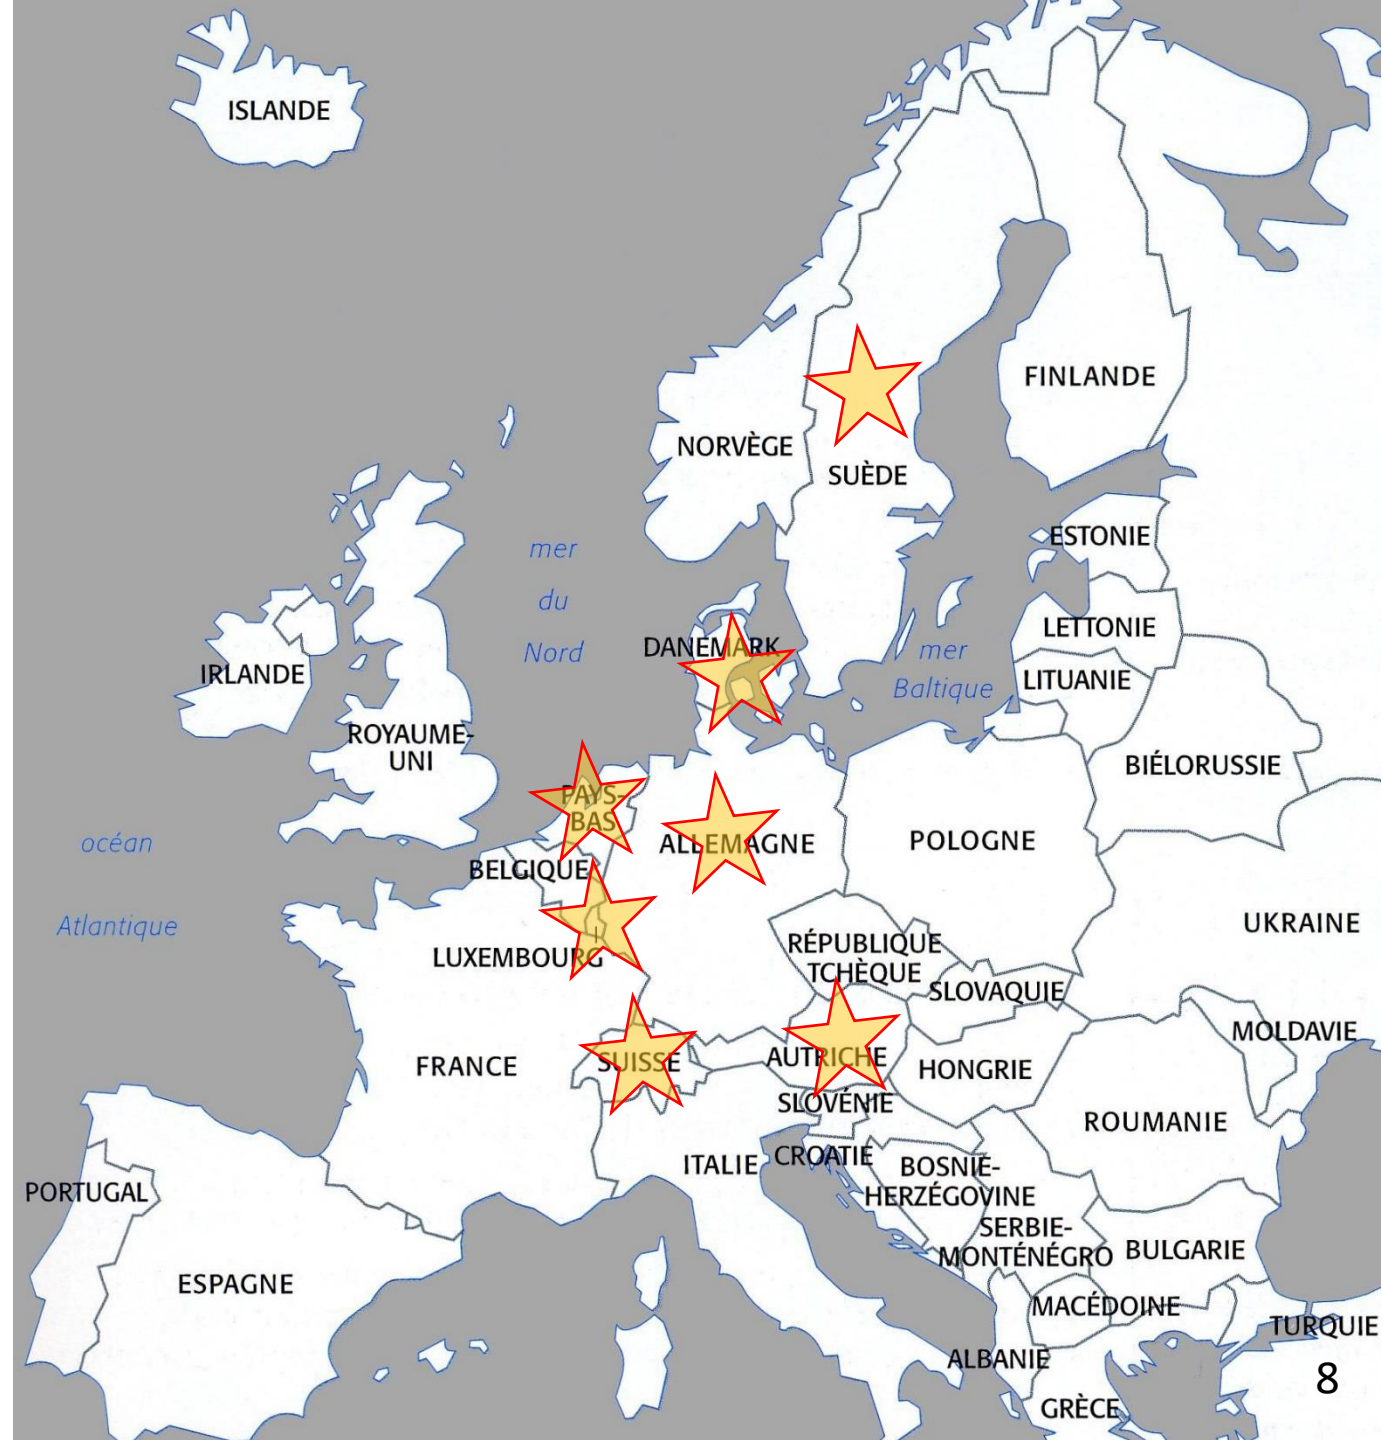 ISLANDE
FINLANDE
NORVÈGE
SUÈDE
ESTONIE
mer
du
Nord
LETTONIE
DANEMARK
mer
Baltique
LITUANIE
IRLANDE
ROYAUME-
UNI
BIÉLORUSSIE
PAYS-
BAS
ALLEMAGNE
POLOGNE
océan
Atlantique
BELGIQUE
UKRAINE
LUXEMBOURG
RÉPUBLIQUE
TCHÈQUE
SLOVAQUIE
MOLDAVIE
FRANCE
SUISSE
AUTRICHE
HONGRIE
SLOVÉNIE
ROUMANIE
ITALIE
CROATIE
BOSNIE-
HERZÉGOVINE
PORTUGAL
SERBIE-
MONTÉNÉGRO
BULGARIE
ESPAGNE
MACÉDOINE
TURQUIE
ALBANIE
8
GRÈCE